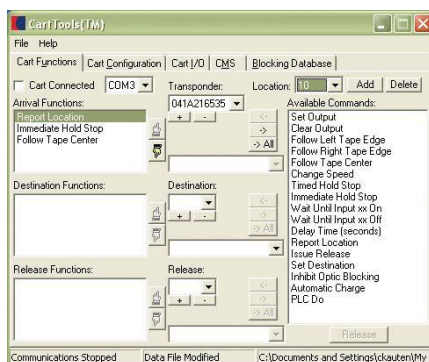 CartTools(TM)
File Help
Cart Functions Cart Configuration Cart I/O CMS Blocking Database
Cart Connected COM3 Transponder: Location: 10 Add Delete
Arrival Functions: 041A216535 Available Commands:
Report Location
Immediate Hold Stop
Follow Tape Center
+ -
<-
->
-> All
Set Output
Clear Output
Follow Left Tape Edge
Follow Right Tape Edge
Follow Tape Center
Change Speed
Timed Hold Stop
Immediate Hold Stop
Wait Until Input xx On
Wait Until Input xx Off
Delay Time (seconds)
Report Location
Issue Release
Set Destination
Inhibit Optic Blocking
Automatic Charge
PLC Do
Destination Functions: Destination:
+ -
<-
->
-> All
Release Functions: Release:
+ -
<-
->
-> All
Release
Communications Stopped Data File Modified C:\Documents and Settings\ckauten\My